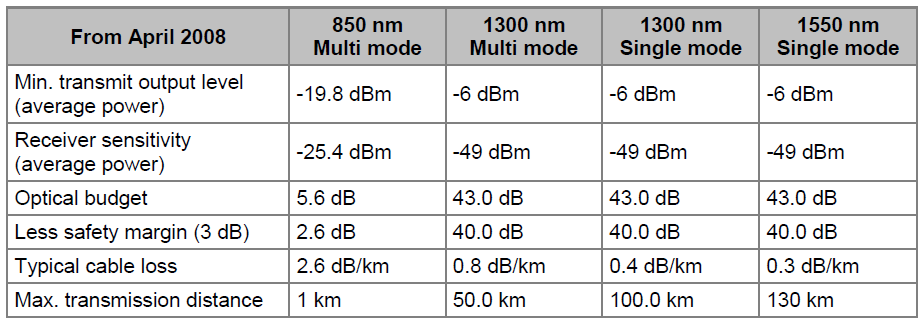 From April 2008 850 nm Multi mode 1300 nm Multi mode 1300 nm Single mode 1550 nm Single mode
Min. transmit output level (average power) -19.8 dBm -6 dBm -6 dBm -6 dBm
Receiver sensitivity (average power) -25.4 dBm -49 dBm -49 dBm -49 dBm
Optical budget 5.6 dB 43.0 dB 43.0 dB 43.0 dB
Less safety margin (3 dB) 2.6 dB 40.0 dB 40.0 dB 40.0 dB
Typical cable loss 2.6 dB/km 0.8 dB/km 0.4 dB/km 0.3 dB/km
Max. transmission distance 1 km 50.0 km 100.0 km 130 km